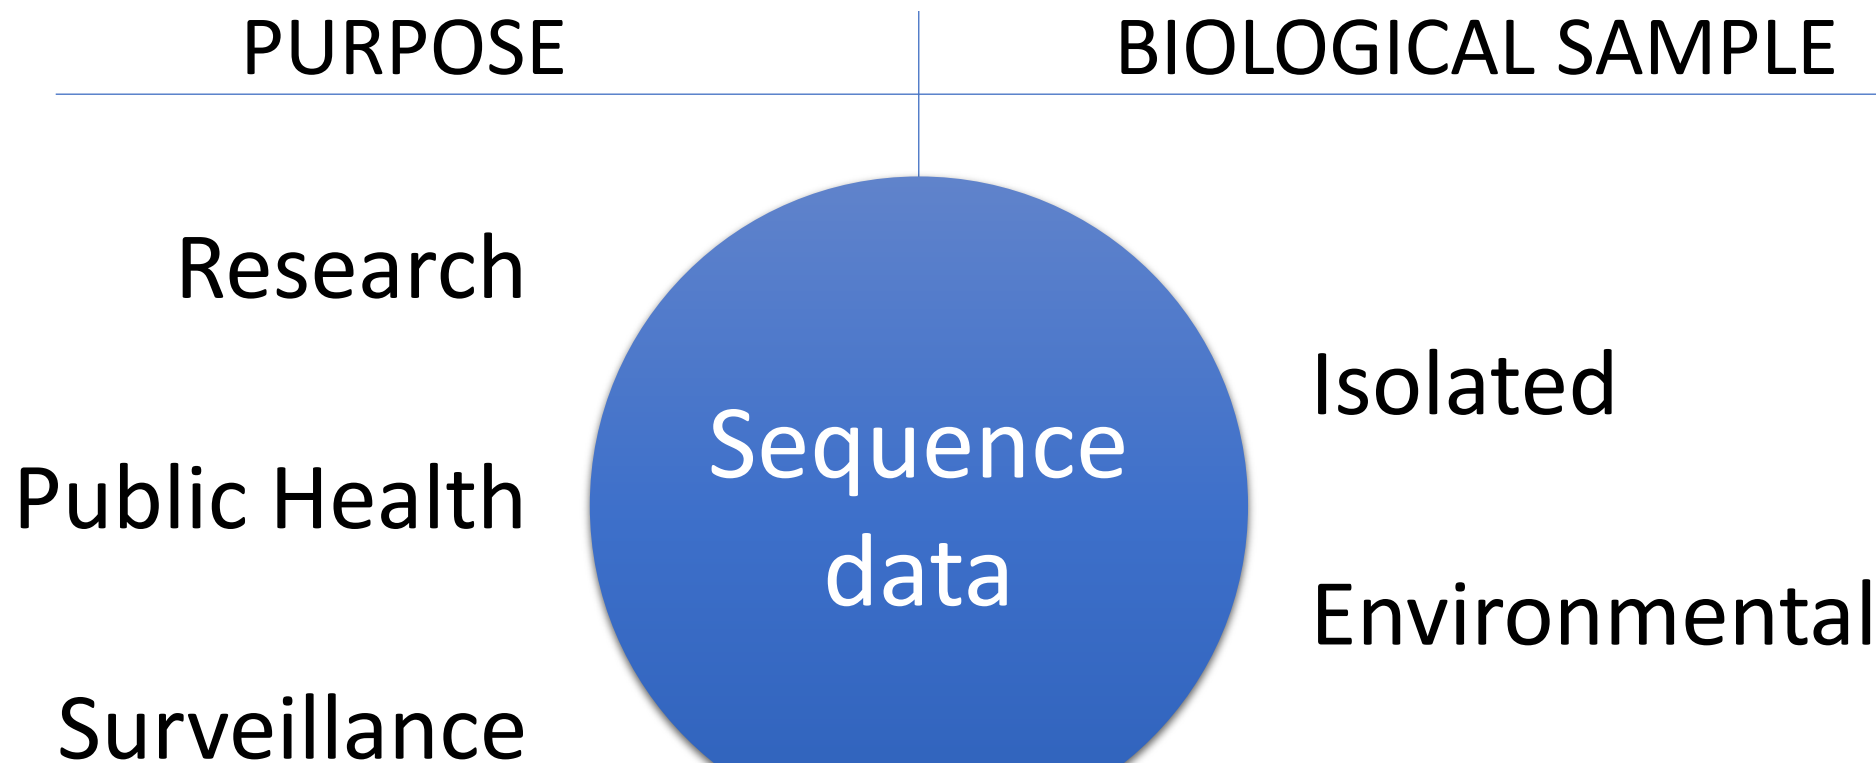 PURPOSE
BIOLOGICAL SAMPLE
Research
Public Health
Surveillance
Sequence
data
Isolated
Environmental